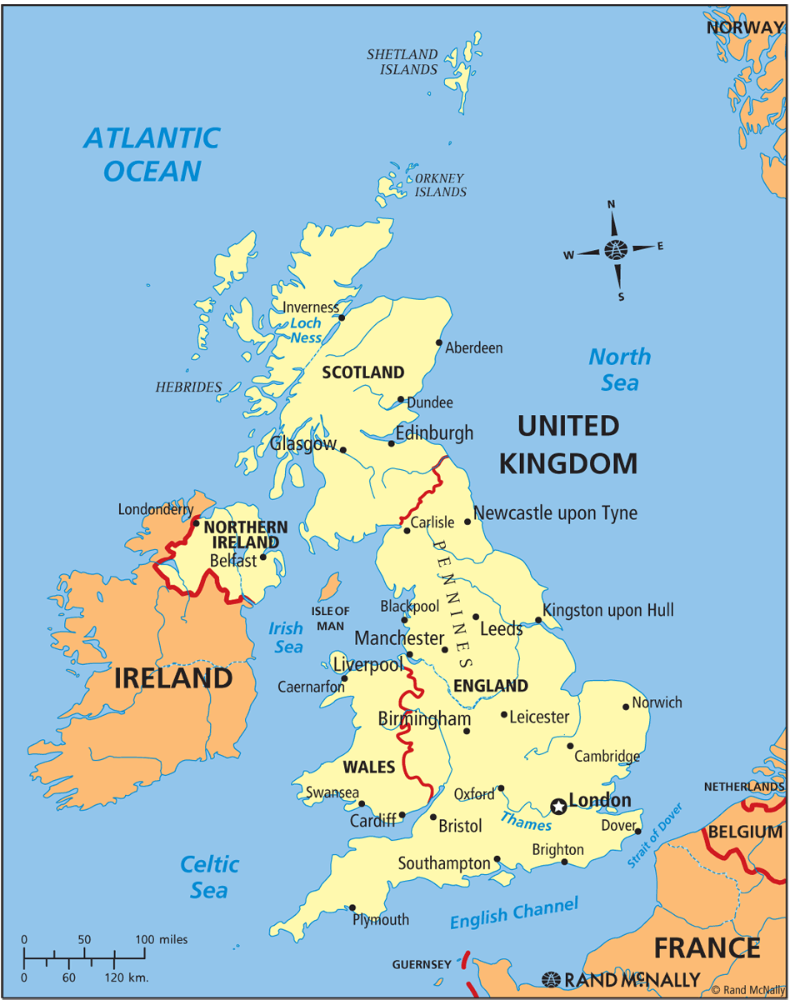 NORWAY
SHETLAND
ISLANDS
ATLANTIC
OCEAN
ORKNEY
ISLANDS
N
W
E
S
Inverness
Loch
Ness
Aberdeen
North
Sea
SCOTLAND
HEBRIDES
Dundee
UNITED
KINGDOM
Edinburgh
Glasgow
Londonderry
Newcastle upon Tyne
Carlisle
NORTHERN
IRELAND
Belfast
PENNINES
ISLE OF
MAN
Blackpool
Kingston upon Hull
Irish
Sea
Leeds
Manchester
Liverpool
IRELAND
Caernarfon
ENGLAND
Norwich
Birmingham
Leicester
Cambridge
WALES
Swansea
Oxford
London
NETHERLANDS
Cardiff
Bristol
Thames
Dover
BELGIUM
Strait of Dover
Brighton
Southampton
Celtic
Sea
English Channel
Plymouth
0 50 100 miles
0 60 120 km.
FRANCE
GUERNSEY
RAND MCNALLY
© Rand McNally